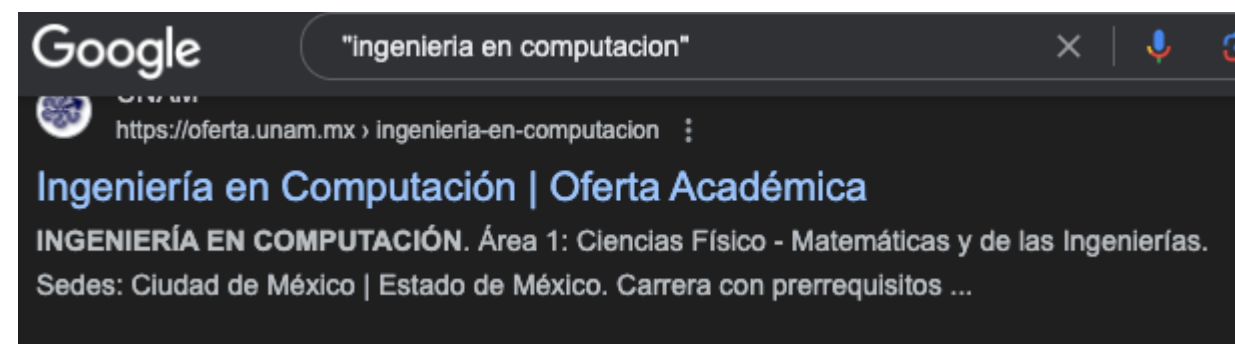 Google "ingenieria en computacion"
UNAM
https://oferta.unam.mx › ingenieria-en-computacion
Ingeniería en Computación | Oferta Académica
INGENIERÍA EN COMPUTACIÓN. Área 1: Ciencias Físico - Matemáticas y de las Ingenierías.
Sedes: Ciudad de México | Estado de México. Carrera con prerrequisitos ...